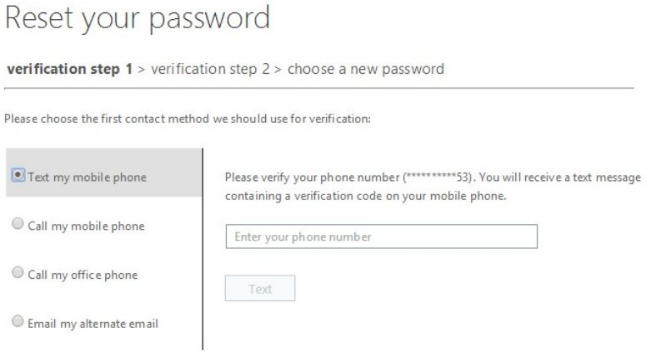 Reset your password
verification step 1 > verification step 2 > choose a new password
Please choose the first contact method we should use for verification:
Text my mobile phone
Call my mobile phone
Call my office phone
Email my alternate email
Please verify your phone number (**********53). You will receive a text message
containing a verification code on your mobile phone.
Enter your phone number
Text